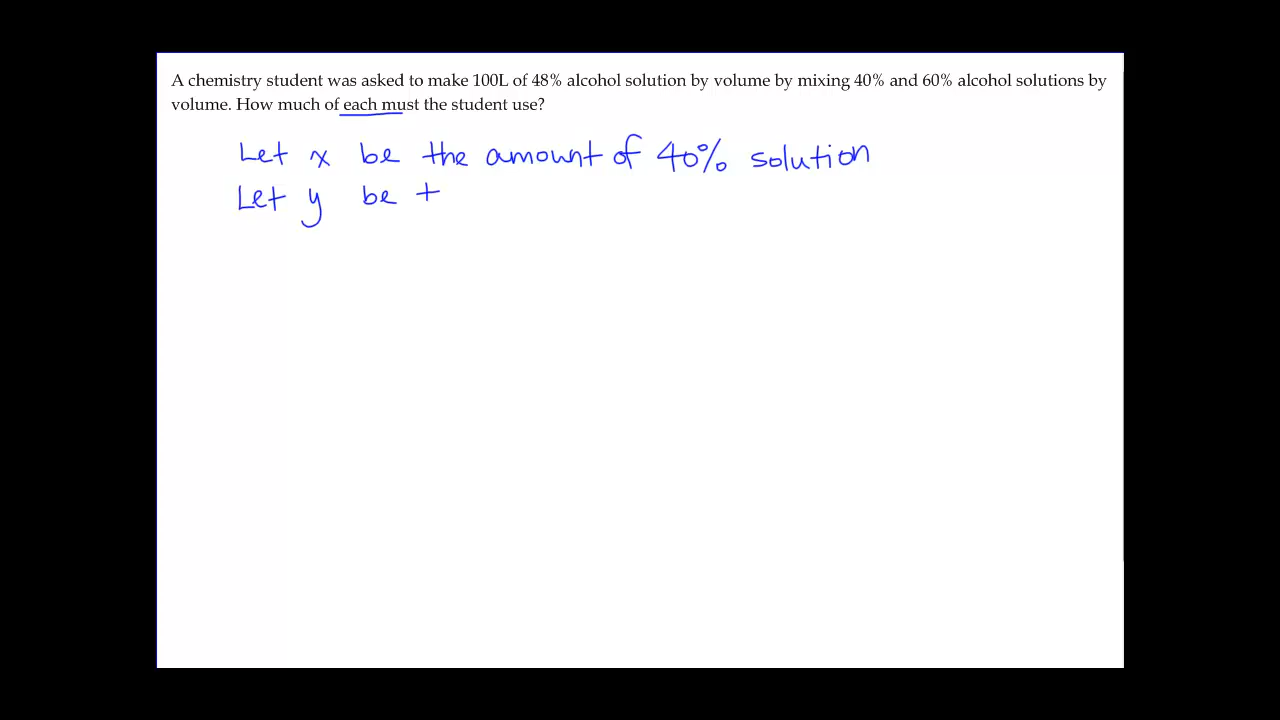 A chemistry student was asked to make 100L of 48% alcohol solution by volume by mixing 40% and 60% alcohol solutions by
volume. How much of each must the student use?
Let x be the amount of 40% solution
Let y be t